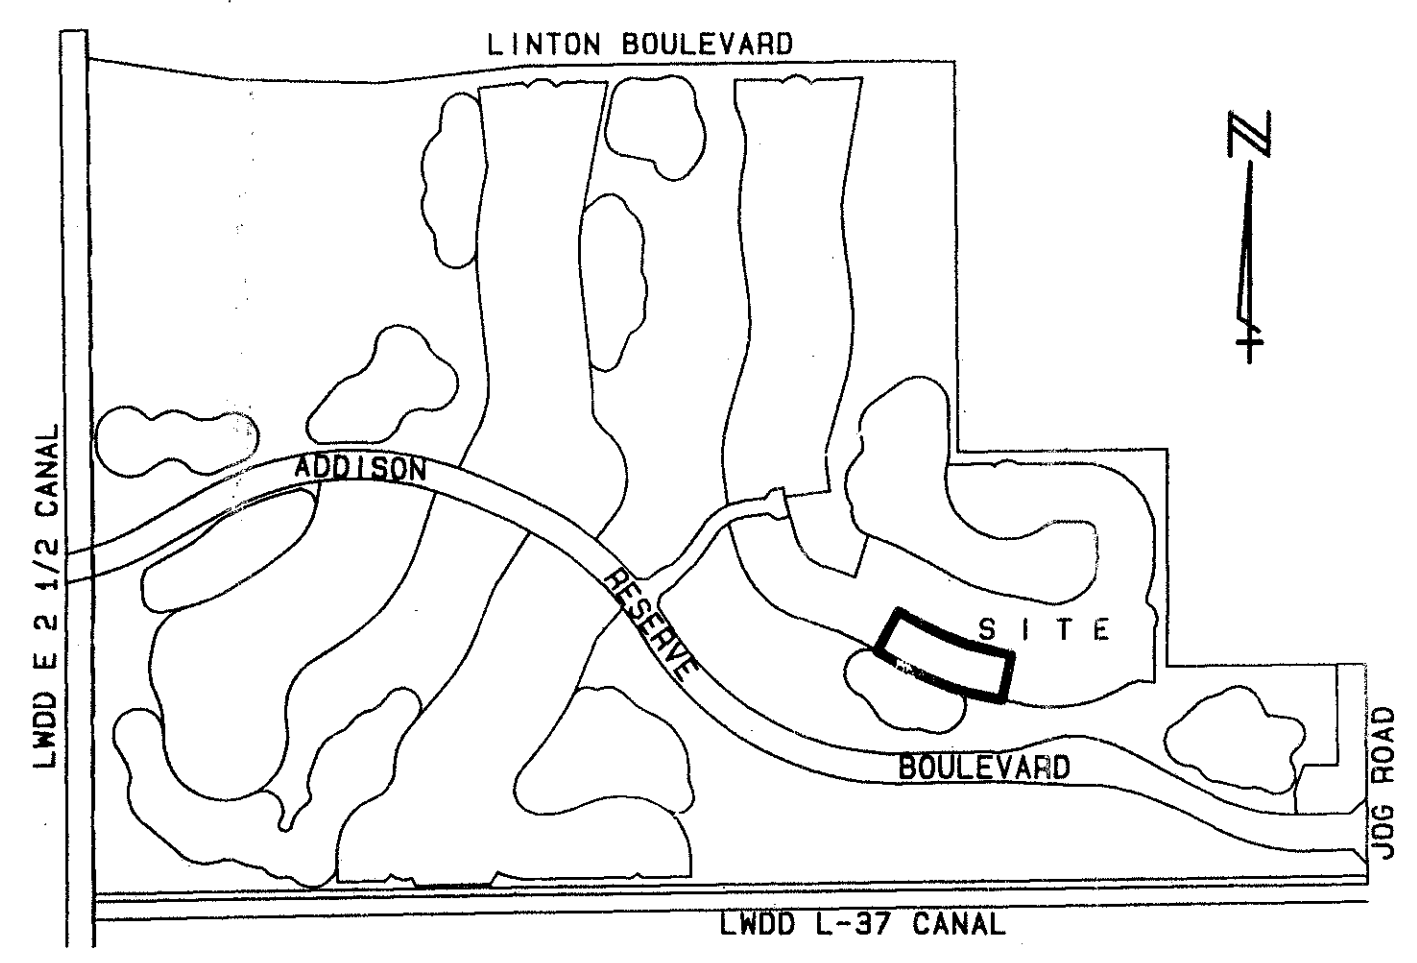 LINTON BOULEVARD
N
ADDISON
RESERVE
BOULEVARD
SITE
LWDD E 2 1/2 CANAL
JOG ROAD
LWDD L-37 CANAL